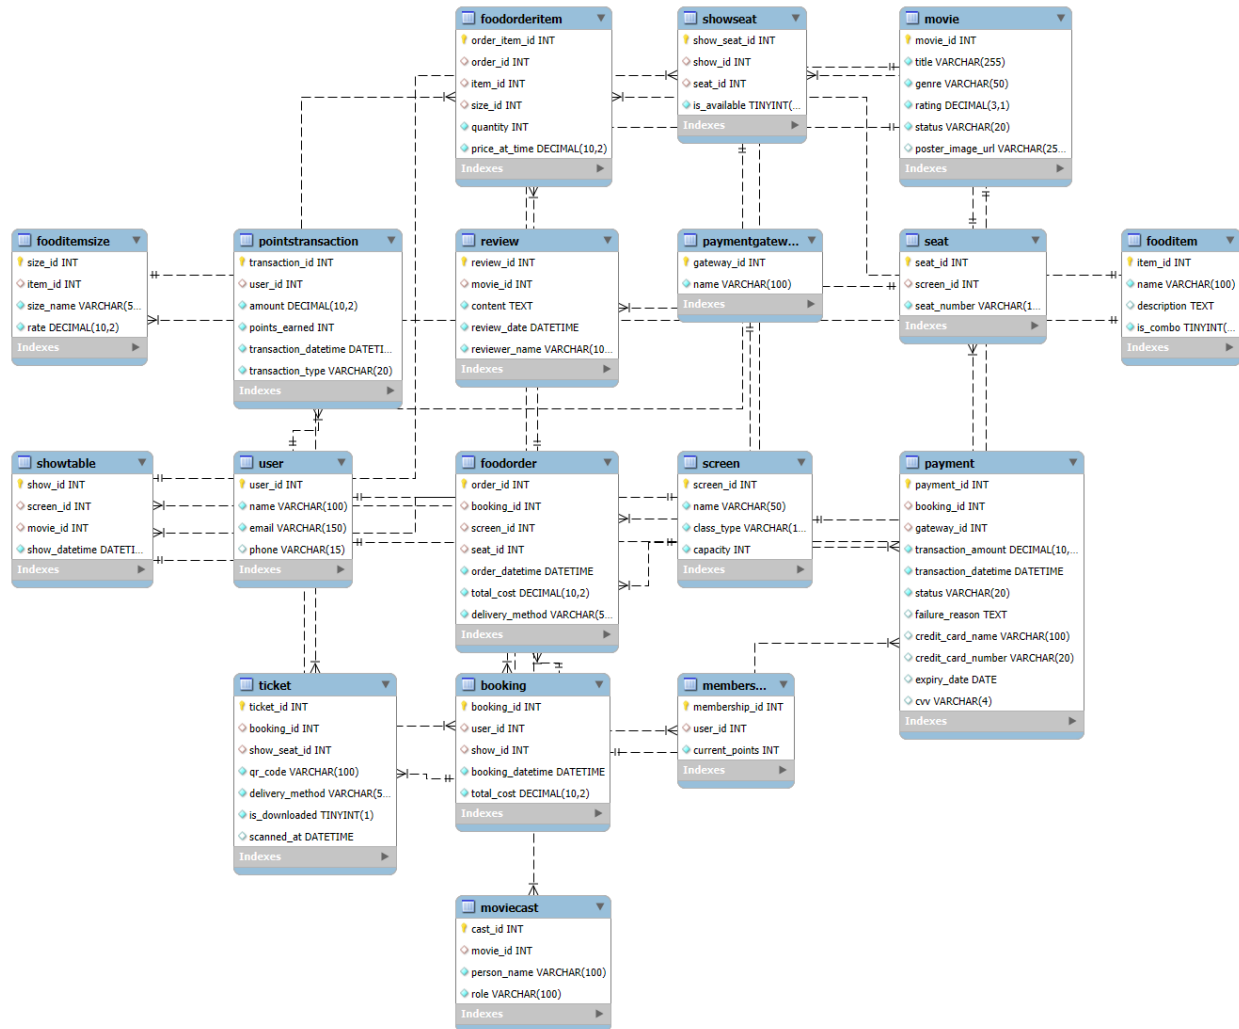 foodorderitem
order_item_id INT
order_id INT
item_id INT
size_id INT
quantity INT
price_at_time DECIMAL(10,2)
Indexes
showseat
show_seat_id INT
show_id INT
seat_id INT
is_available TINYINT(...
Indexes
movie
movie_id INT
title VARCHAR(255)
genre VARCHAR(50)
rating DECIMAL(3,1)
status VARCHAR(20)
poster_image_url VARCHAR(25...
Indexes
fooditemsize
size_id INT
item_id INT
size_name VARCHAR(5...
rate DECIMAL(10,2)
Indexes
pointstransaction
transaction_id INT
user_id INT
amount DECIMAL(10,2)
points_earned INT
transaction_datetime DATETI...
transaction_type VARCHAR(20)
Indexes
review
review_id INT
movie_id INT
content TEXT
review_date DATETIME
reviewer_name VARCHAR(10...
Indexes
paymentgatew...
gateway_id INT
name VARCHAR(100)
Indexes
seat
seat_id INT
screen_id INT
seat_number VARCHAR(1...
Indexes
fooditem
item_id INT
name VARCHAR(100)
description TEXT
is_combo TINYINT(...
Indexes
showtable
show_id INT
screen_id INT
movie_id INT
show_datetime DATETI...
Indexes
user
user_id INT
name VARCHAR(100)
email VARCHAR(150)
phone VARCHAR(15)
Indexes
foodorder
order_id INT
booking_id INT
screen_id INT
seat_id INT
order_datetime DATETIME
total_cost DECIMAL(10,2)
delivery_method VARCHAR(5...
Indexes
screen
screen_id INT
name VARCHAR(50)
class_type VARCHAR(1...
capacity INT
Indexes
payment
payment_id INT
booking_id INT
gateway_id INT
transaction_amount DECIMAL(10,...
transaction_datetime DATETIME
status VARCHAR(20)
failure_reason TEXT
credit_card_name VARCHAR(100)
credit_card_number VARCHAR(20)
expiry_date DATE
cvv VARCHAR(4)
Indexes
ticket
ticket_id INT
booking_id INT
show_seat_id INT
qr_code VARCHAR(100)
delivery_method VARCHAR(5...
is_downloaded TINYINT(1)
scanned_at DATETIME
Indexes
booking
booking_id INT
user_id INT
show_id INT
booking_datetime DATETIME
total_cost DECIMAL(10,2)
Indexes
members...
membership_id INT
user_id INT
current_points INT
Indexes
moviecast
cast_id INT
movie_id INT
person_name VARCHAR(100)
role VARCHAR(100)
Indexes